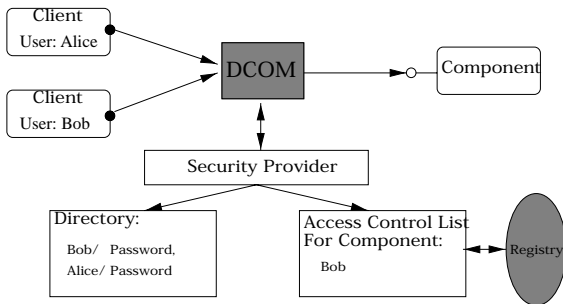 Client
User: Alice
DCOM
Component
Client
User: Bob
Security Provider
Directory:
Bob/ Password,
Alice/ Password
Access Control List
For Component:
Bob
Registry